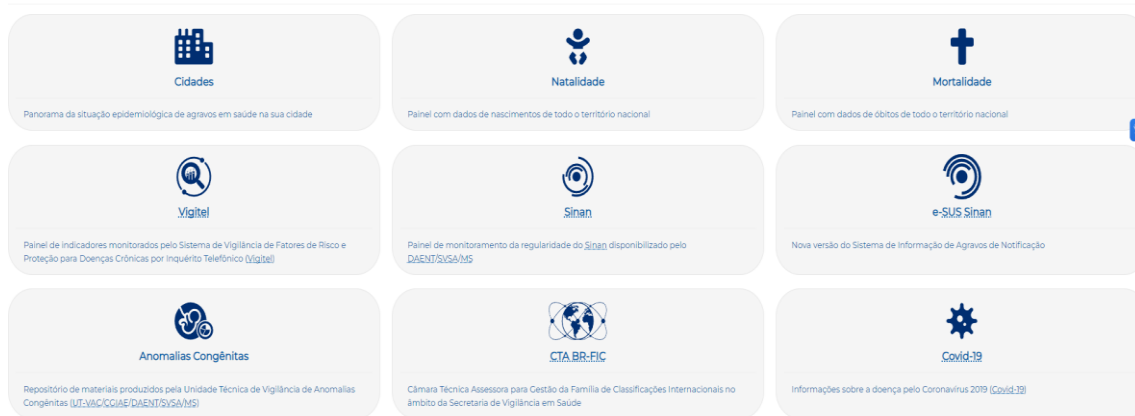 Cidades
Panorama da situação epidemiológica de agravos em saúde na sua cidade
Natalidade
Painel com dados de nascimentos de todo o território nacional
Mortalidade
Painel com dados de óbitos de todo o território nacional
Vigitel
Painel de indicadores monitorados pelo Sistema de Vigilância de Fatores de Risco e
Proteção para Doenças Crônicas por Inquérito Telefônico (Vigitel)
Sinan
Painel de monitoramento da regularidade do Sinan disponibilizado pelo
DAENT/SVSA/MS
e-SUS Sinan
Nova versão do Sistema de Informação de Agravos de Notificação
Anomalias Congênitas
Repositório de materiais produzidos pela Unidade Técnica de Vigilância de Anomalias
Congênitas (UT-VAC/CGIAE/DAENT/SVSA/MS)
CTA BR-FIC
Câmara Técnica Assessora para Gestão da Família de Classificações Internacionais no
âmbito da Secretaria de Vigilância em Saúde
Covid-19
Informações sobre a doença pelo Coronavírus 2019 (Covid-19)